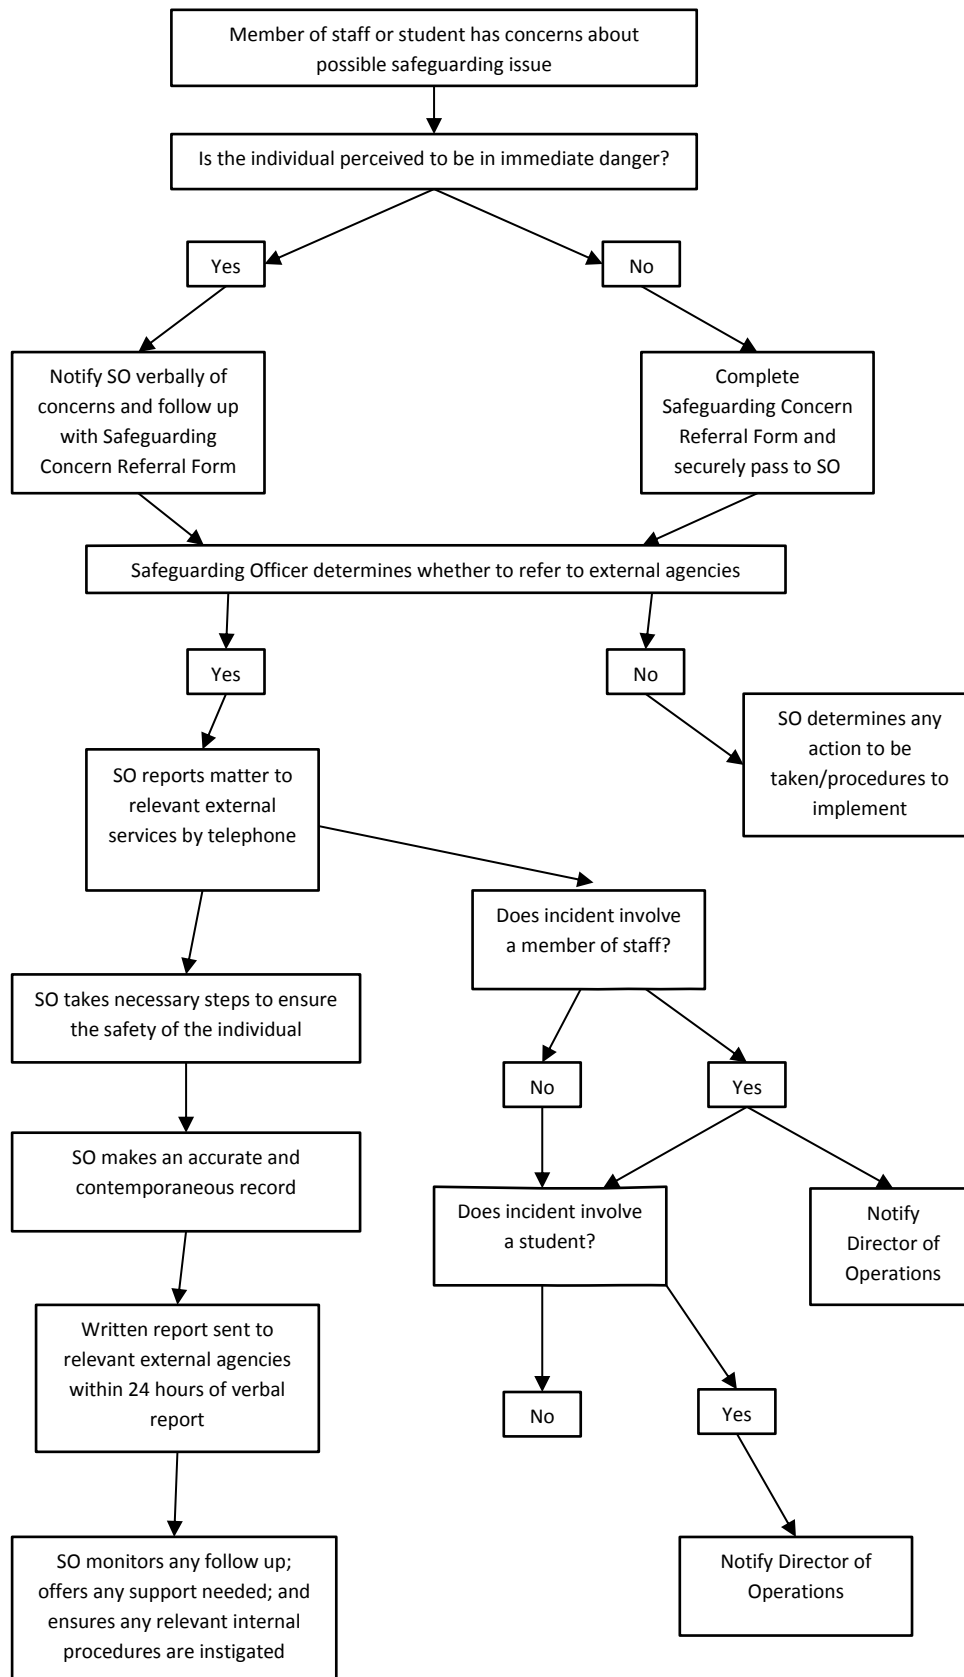 Member of staff or student has concerns about
possible safeguarding issue
Is the individual perceived to be in immediate danger?
Yes
No
Notify SO verbally of
concerns and follow up
with Safeguarding
Concern Referral Form
Complete
Safeguarding Concern
Referral Form and
securely pass to SO
Safeguarding Officer determines whether to refer to external agencies
Yes
No
SO determines any
action to be
taken/procedures to
implement
SO reports matter to
relevant external
services by telephone
Does incident involve
a member of staff?
SO takes necessary steps to ensure
the safety of the individual
No
Yes
SO makes an accurate and
contemporaneous record
Does incident involve
a student?
Notify
Director of
Operations
Written report sent to
relevant external agencies
within 24 hours of verbal
report
No
Yes
SO monitors any follow up;
offers any support needed; and
ensures any relevant internal
procedures are instigated
Notify Director of
Operations